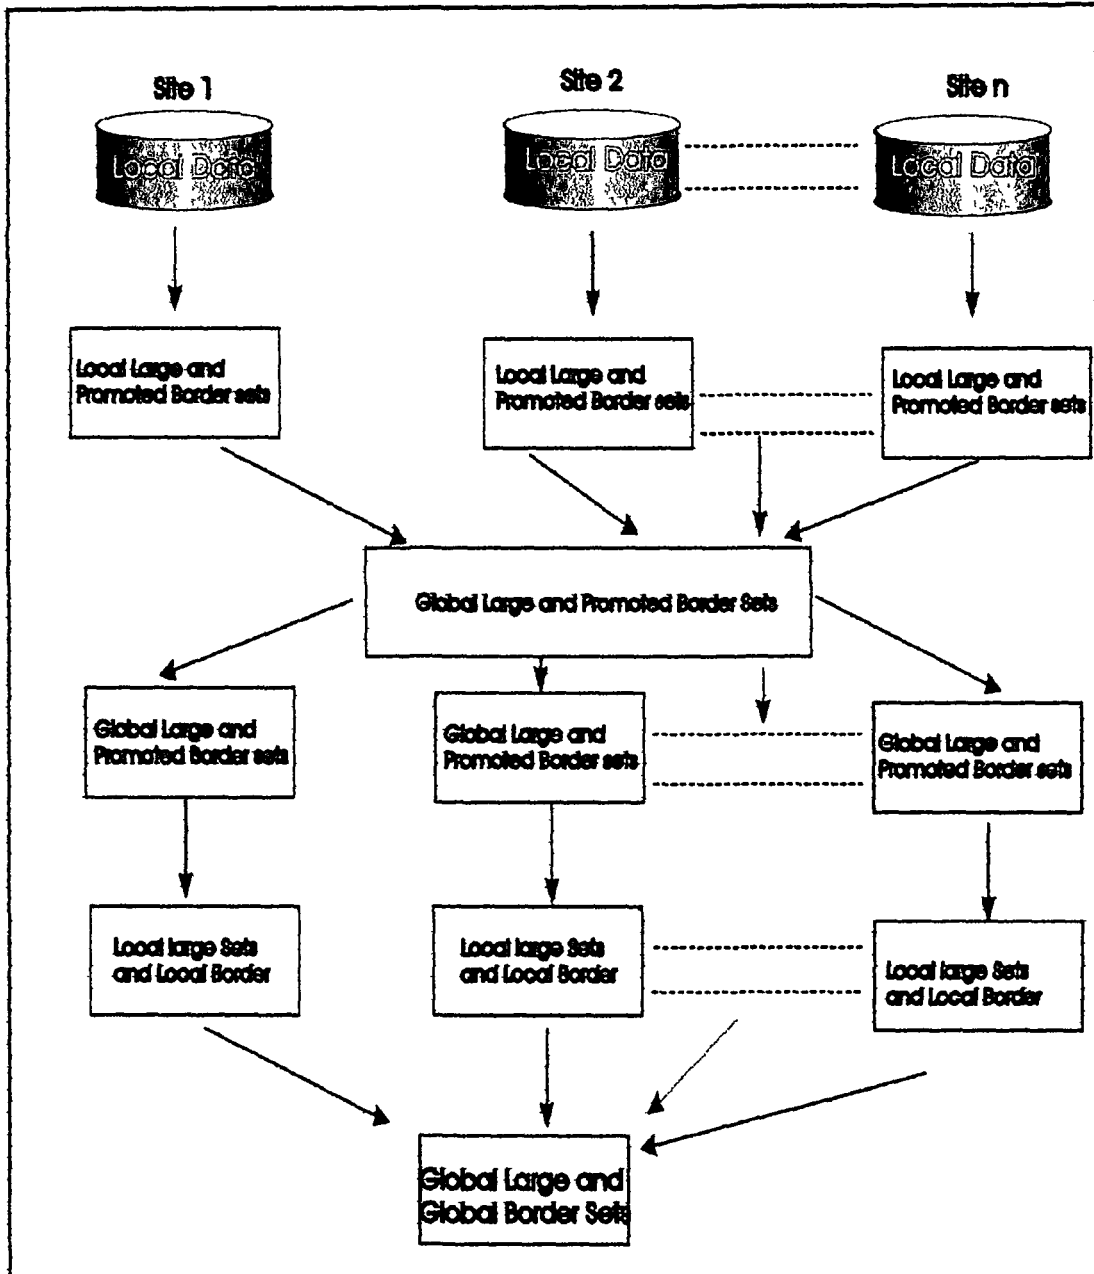 Site 1
Site 2
Site n
Local Data
Local Data
Local Data
Local Large and
Promoted Border sets
Local Large and
Promoted Border sets
Local Large and
Promoted Border sets
Global Large and Promoted Border Sets
Global Large and
Promoted Border sets
Global Large and
Promoted Border sets
Global Large and
Promoted Border sets
Local large Sets
and Local Border
Local large Sets
and Local Border
Local large Sets
and Local Border
Global Large and
Global Border Sets